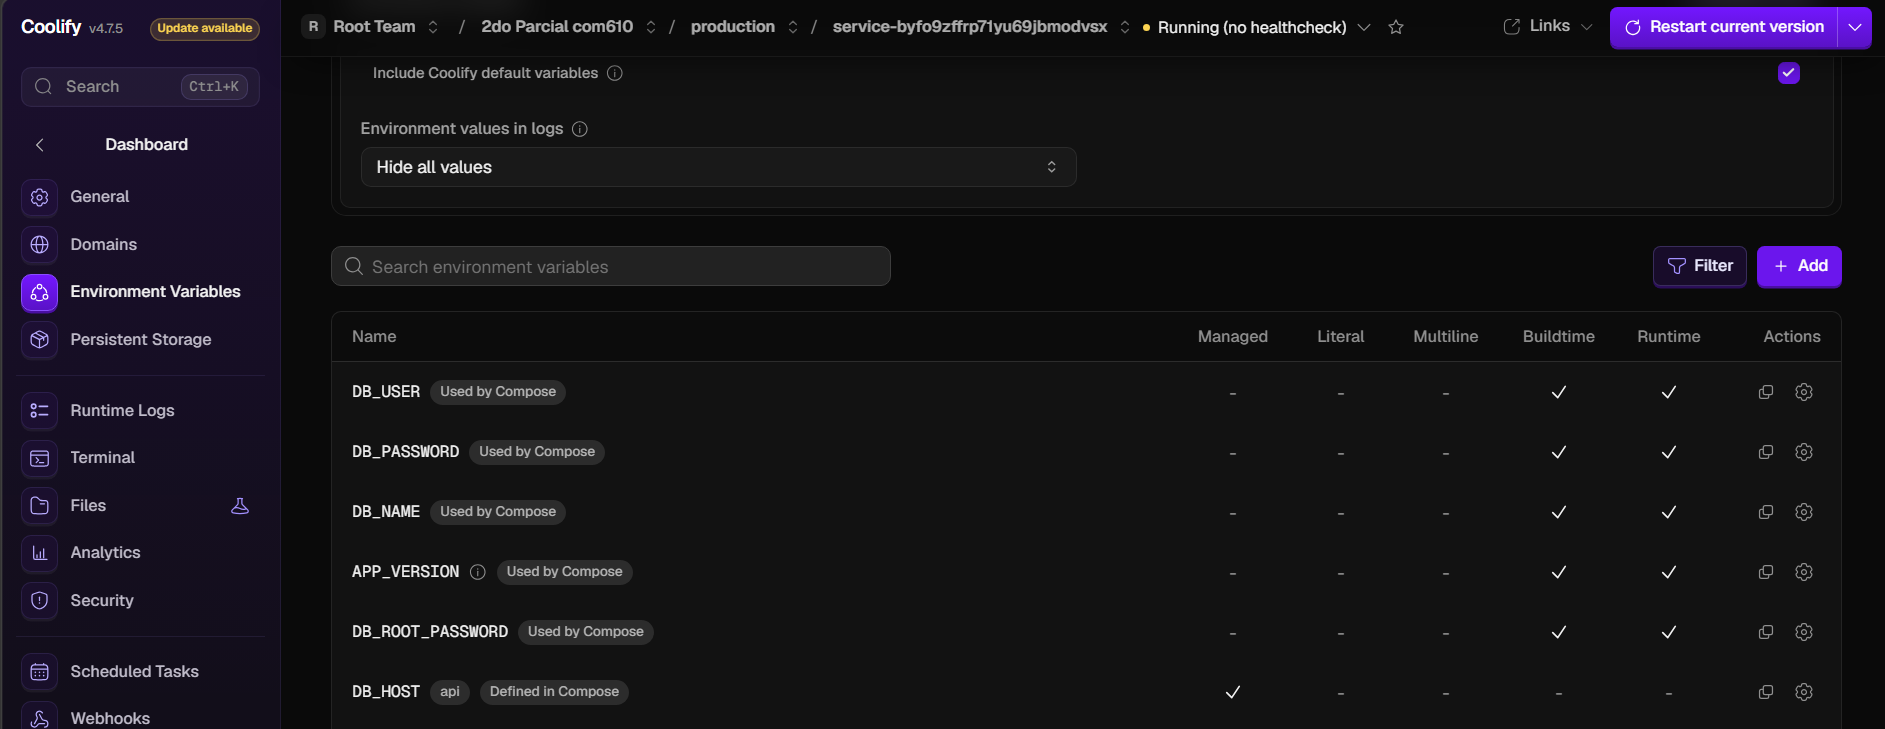 Coolify v4.7.5 Update available
R Root Team / 2do Parcial com610 / production / service-byfo9zffrp71yu69jbmodvsx Running (no healthcheck) Links Restart current version
Search Ctrl+K
Dashboard
General
Domains
Environment Variables
Persistent Storage
Runtime Logs
Terminal
Files
Analytics
Security
Scheduled Tasks
Webhooks
Include Coolify default variables
Environment values in logs
Hide all values
Search environment variables Filter + Add
Name Managed Literal Multiline Buildtime Runtime Actions
DB_USER Used by Compose - - -
DB_PASSWORD Used by Compose - - -
DB_NAME Used by Compose - - -
APP_VERSION Used by Compose - - -
DB_ROOT_PASSWORD Used by Compose - - -
DB_HOST api Defined in Compose - - - -